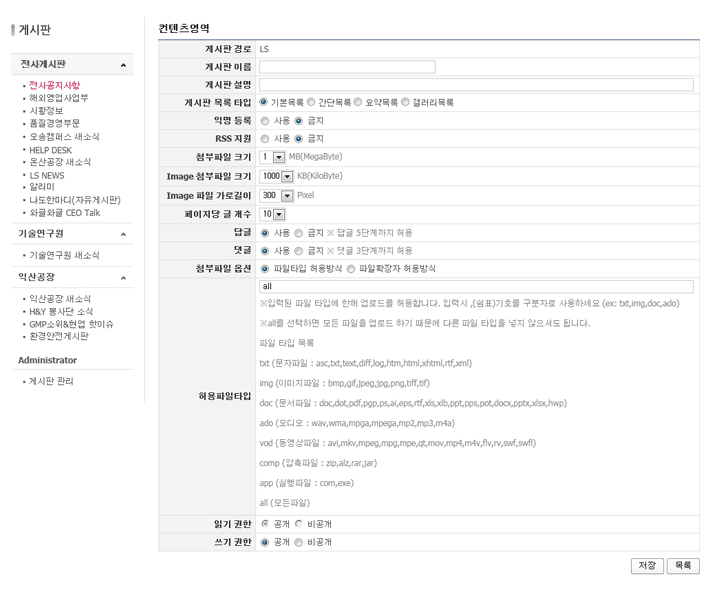 게시판
전사게시판
전사공지사항
해외영업사업부
시황정보
품질경영부문
오송캠퍼스 새소식
HELP DESK
온산공장 새소식
LS NEWS
알리미
나도한마디(자유게시판)
와글와글 CEO Talk
기술연구원
기술연구원 새소식
익산공장
익산공장 새소식
H&Y 봉사단 소식
GMP소위&현업 핫이슈
환경안전게시판
Administrator
게시판 관리
컨텐츠영역
게시판 경로 LS
게시판 이름
게시판 설명
게시판 목록 타입 기본목록 간단목록 요약목록 갤러리목록
익명 등록 사용 금지
RSS 지원 사용 금지
첨부파일 크기 1 MB(MegaByte)
Image 첨부파일 크기 1000 KB(KiloByte)
Image 파일 가로길이 300 Pixel
페이지당 글 개수 10
답글 사용 금지 ※ 답글 5단계까지 허용
댓글 사용 금지 ※ 댓글 3단계까지 허용
첨부파일 옵션 파일타입 허용방식 파일확장자 허용방식
허용파일타입
all
※입력된 파일 타입에 한해 업로드를 허용합니다. 입력시 ,(쉼표)기호를 구분자로 사용하세요 (ex: txt,img,doc,ado)
※all를 선택하면 모든 파일을 업로드 하기 때문에 다른 파일 타입을 넣지 않으셔도 됩니다.
파일 타입 목록
txt (문자파일 : asc,txt,text,diff,log,htm,html,xhtml,rtf,xml)
img (이미지파일 : bmp,gif,jpeg,jpg,png,tiff,tif)
doc (문서파일 : doc,dot,pdf,pgp,ps,ai,eps,rtf,xls,xlb,ppt,pps,pot,docx,pptx,xlsx,hwp)
ado (오디오 : wav,wma,mpga,mpega,mp2,mp3,m4a)
vod (동영상파일 : avi,mkv,mpeg,mpg,mpe,qt,mov,mp4,m4v,flv,rv,swf,swfl)
comp (압축파일 : zip,alz,rar,jar)
app (실행파일 : com,exe)
all (모든파일)
읽기 권한 공개 비공개
쓰기 권한 공개 비공개
저장 목록